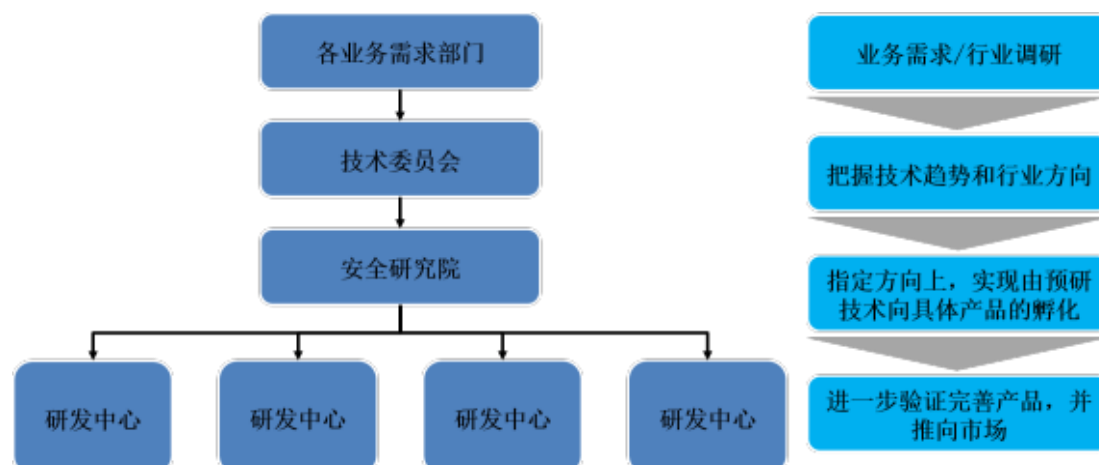 各业务需求部门
技术委员会
安全研究院
研发中心
研发中心
研发中心
研发中心
业务需求/行业调研
把握技术趋势和行业方向
指定方向上，实现由预研
技术向具体产品的孵化
进一步验证完善产品，并
推向市场